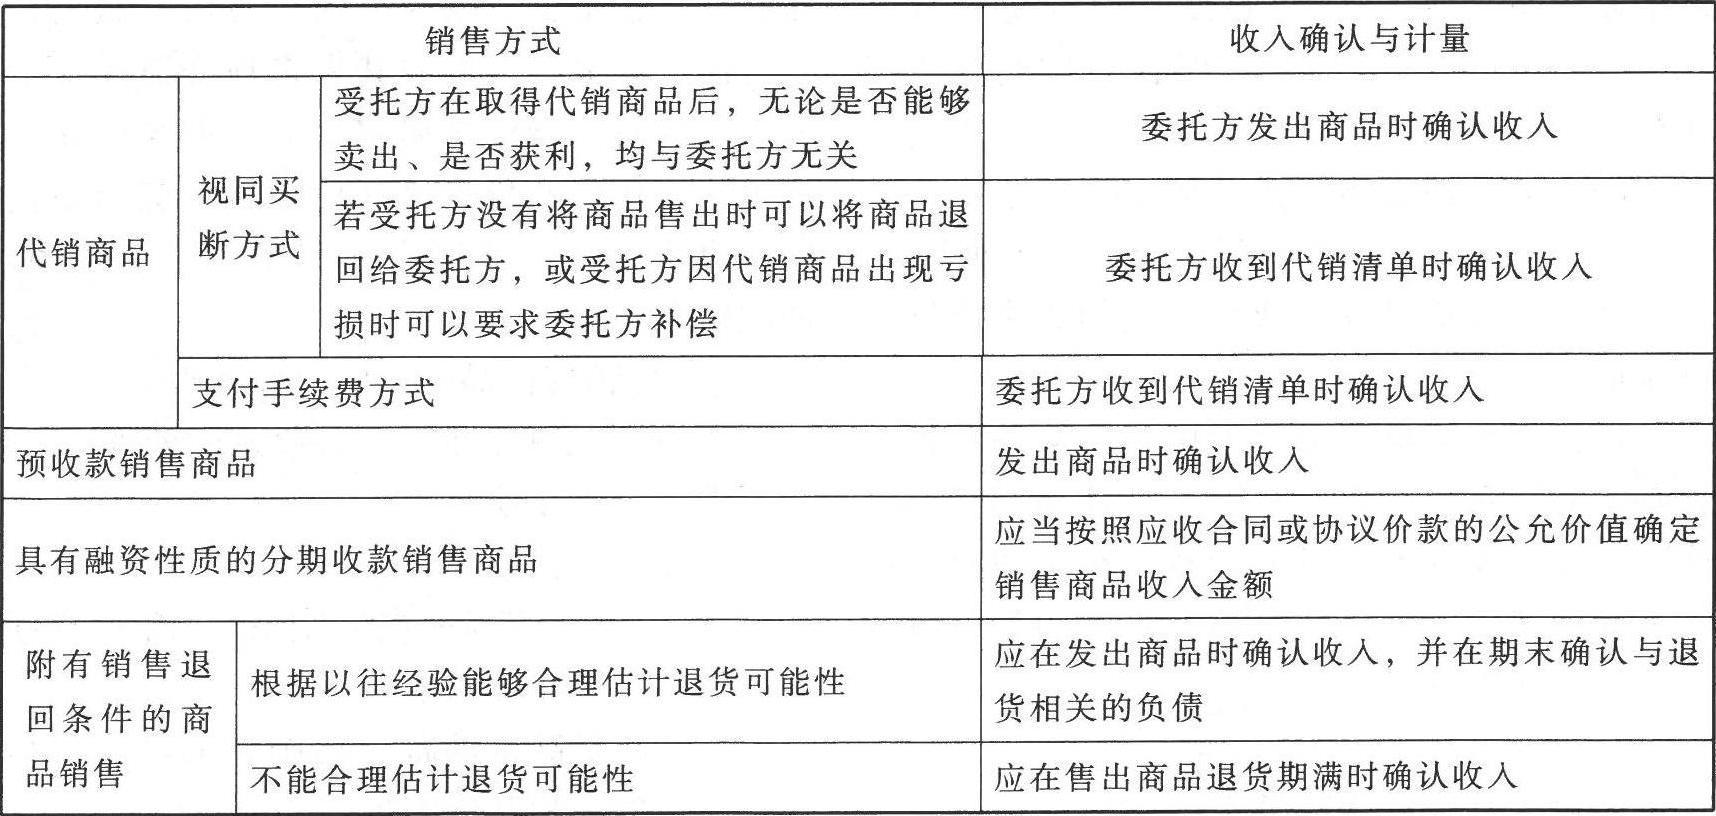 销售方式
收入确认与计量
代销商品
视同买
断方式
受托方在取得代销商品后，无论是否能够
卖出、是否获利，均与委托方无关
委托方发出商品时确认收入
若受托方没有将商品售出时可以将商品退
回给委托方，或受托方因代销商品出现亏
损时可以要求委托方补偿
委托方收到代销清单时确认收入
支付手续费方式
委托方收到代销清单时确认收入
预收款销售商品
发出商品时确认收入
具有融资性质的分期收款销售商品
应当按照应收合同或协议价款的公允价值确定
销售商品收入金额
附有销售退
回条件的商
品销售
根据以往经验能够合理估计退货可能性
应在发出商品时确认收入，并在期末确认与退
货相关的负债
不能合理估计退货可能性
应在售出商品退货期满时确认收入